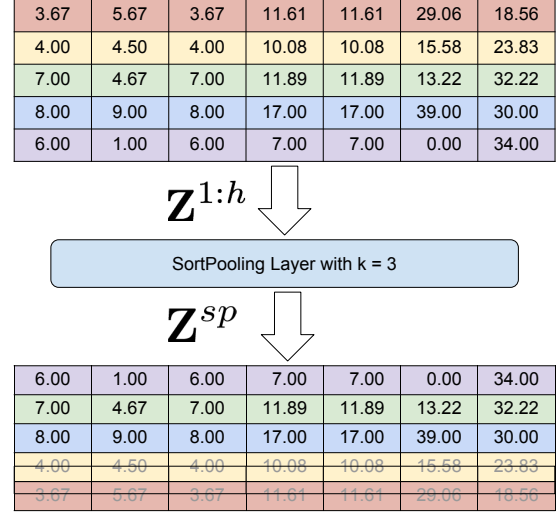 3.67 5.67 3.67 11.61 11.61 29.06 18.56
4.00 4.50 4.00 10.08 10.08 15.58 23.83
7.00 4.67 7.00 11.89 11.89 13.22 32.22
8.00 9.00 8.00 17.00 17.00 39.00 30.00
6.00 1.00 6.00 7.00 7.00 0.00 34.00
Z^{1:h}
SortPooling Layer with k = 3
Z^{sp}
6.00 1.00 6.00 7.00 7.00 0.00 34.00
7.00 4.67 7.00 11.89 11.89 13.22 32.22
8.00 9.00 8.00 17.00 17.00 39.00 30.00
4.00 4.50 4.00 10.08 10.08 15.58 23.83
3.67 5.67 3.67 11.61 11.61 29.06 18.56